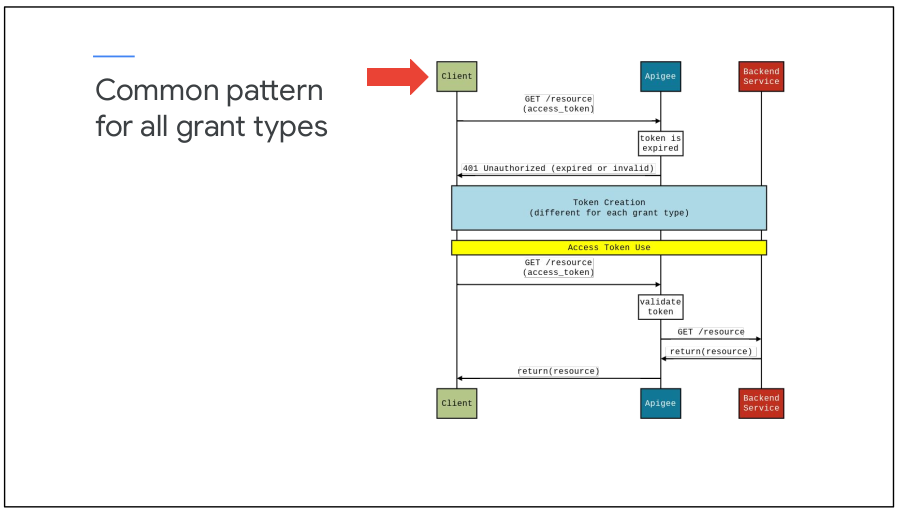 Common pattern
for all grant types
Client
Apigee
Backend
Service
GET /resource
(access_token)
token is
expired
401 Unauthorized (expired or invalid)
Token Creation
(different for each grant type)
Access Token Use
GET /resource
(access_token)
validate
token
GET /resource
return(resource)
return(resource)
Client
Apigee
Backend
Service